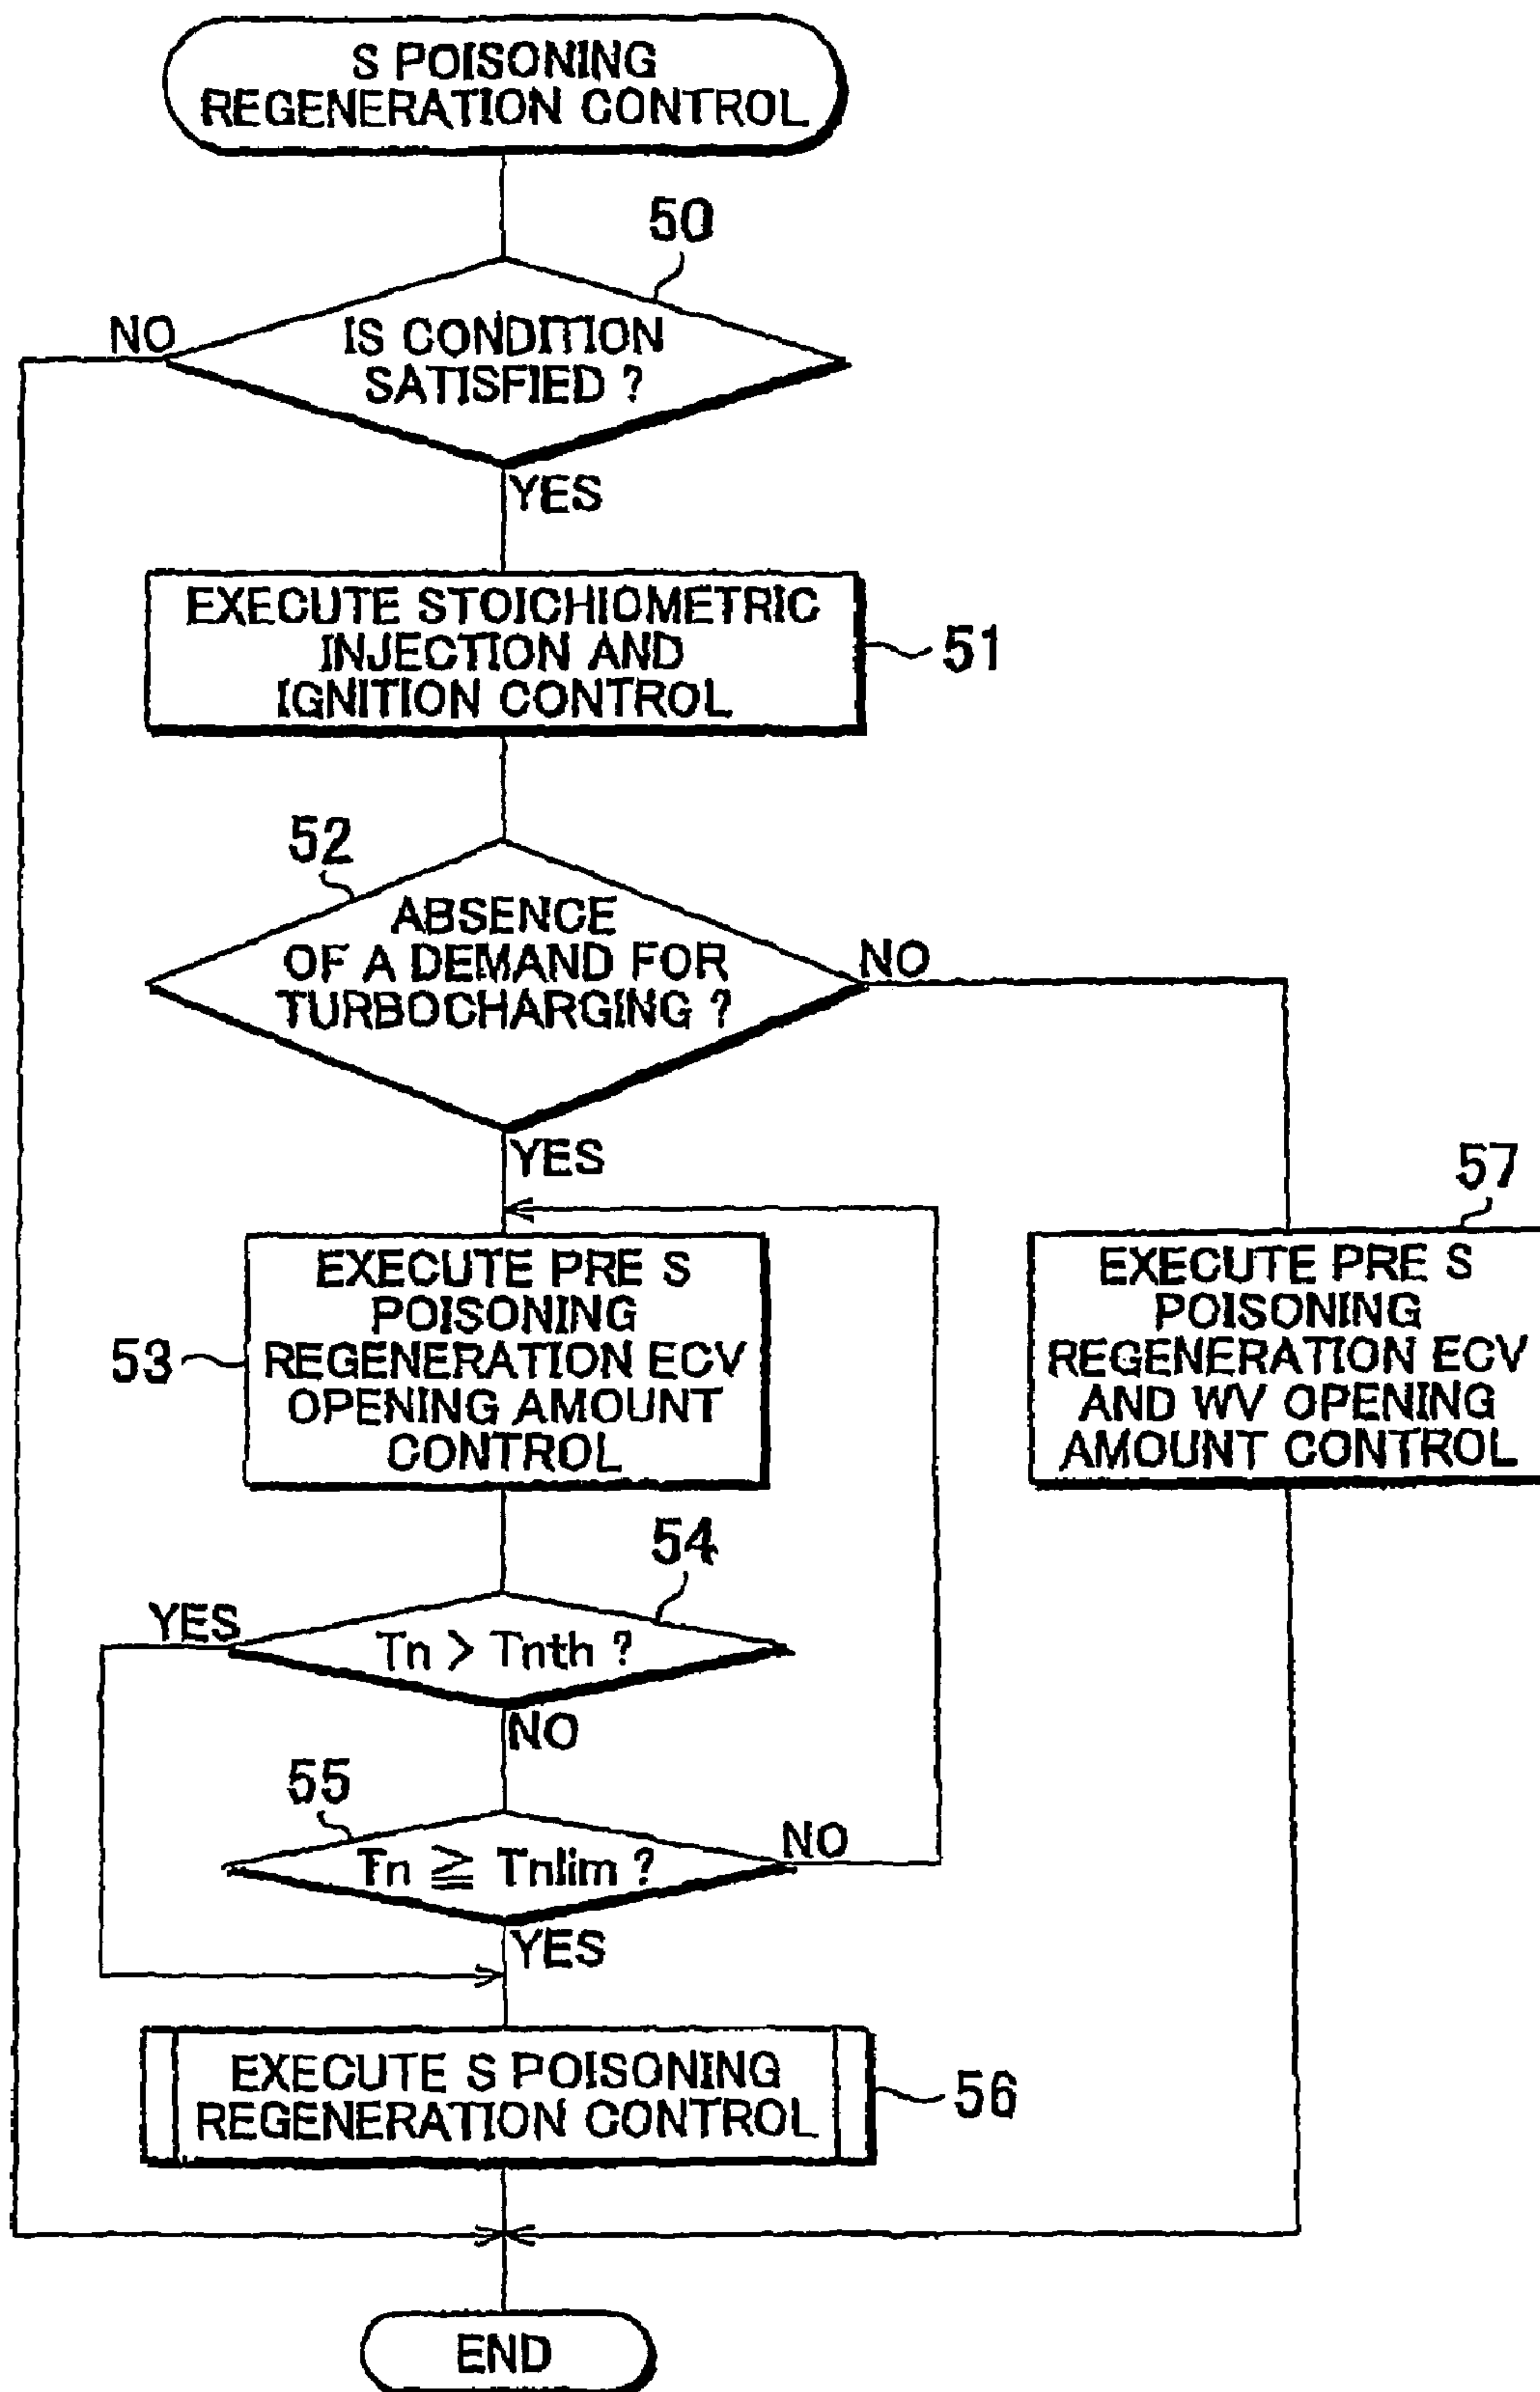 S POISONING
REGENERATION CONTROL
50
NO
IS CONDITION
SATISFIED ?
YES
EXECUTE STOICHIOMETRIC
INJECTION AND
IGNITION CONTROL
51
52
ABSENCE
OF A DEMAND FOR
TURBOCHARGING ?
NO
YES
57
EXECUTE PRE S
POISONING
REGENERATION ECV
OPENING AMOUNT
CONTROL
53
EXECUTE PRE S
POISONING
REGENERATION ECV
AND WV OPENING
AMOUNT CONTROL
54
YES
Tn > Tnth ?
NO
55
Tn ≧ Tnlim ?
NO
YES
EXECUTE S POISONING
REGENERATION CONTROL
56
END